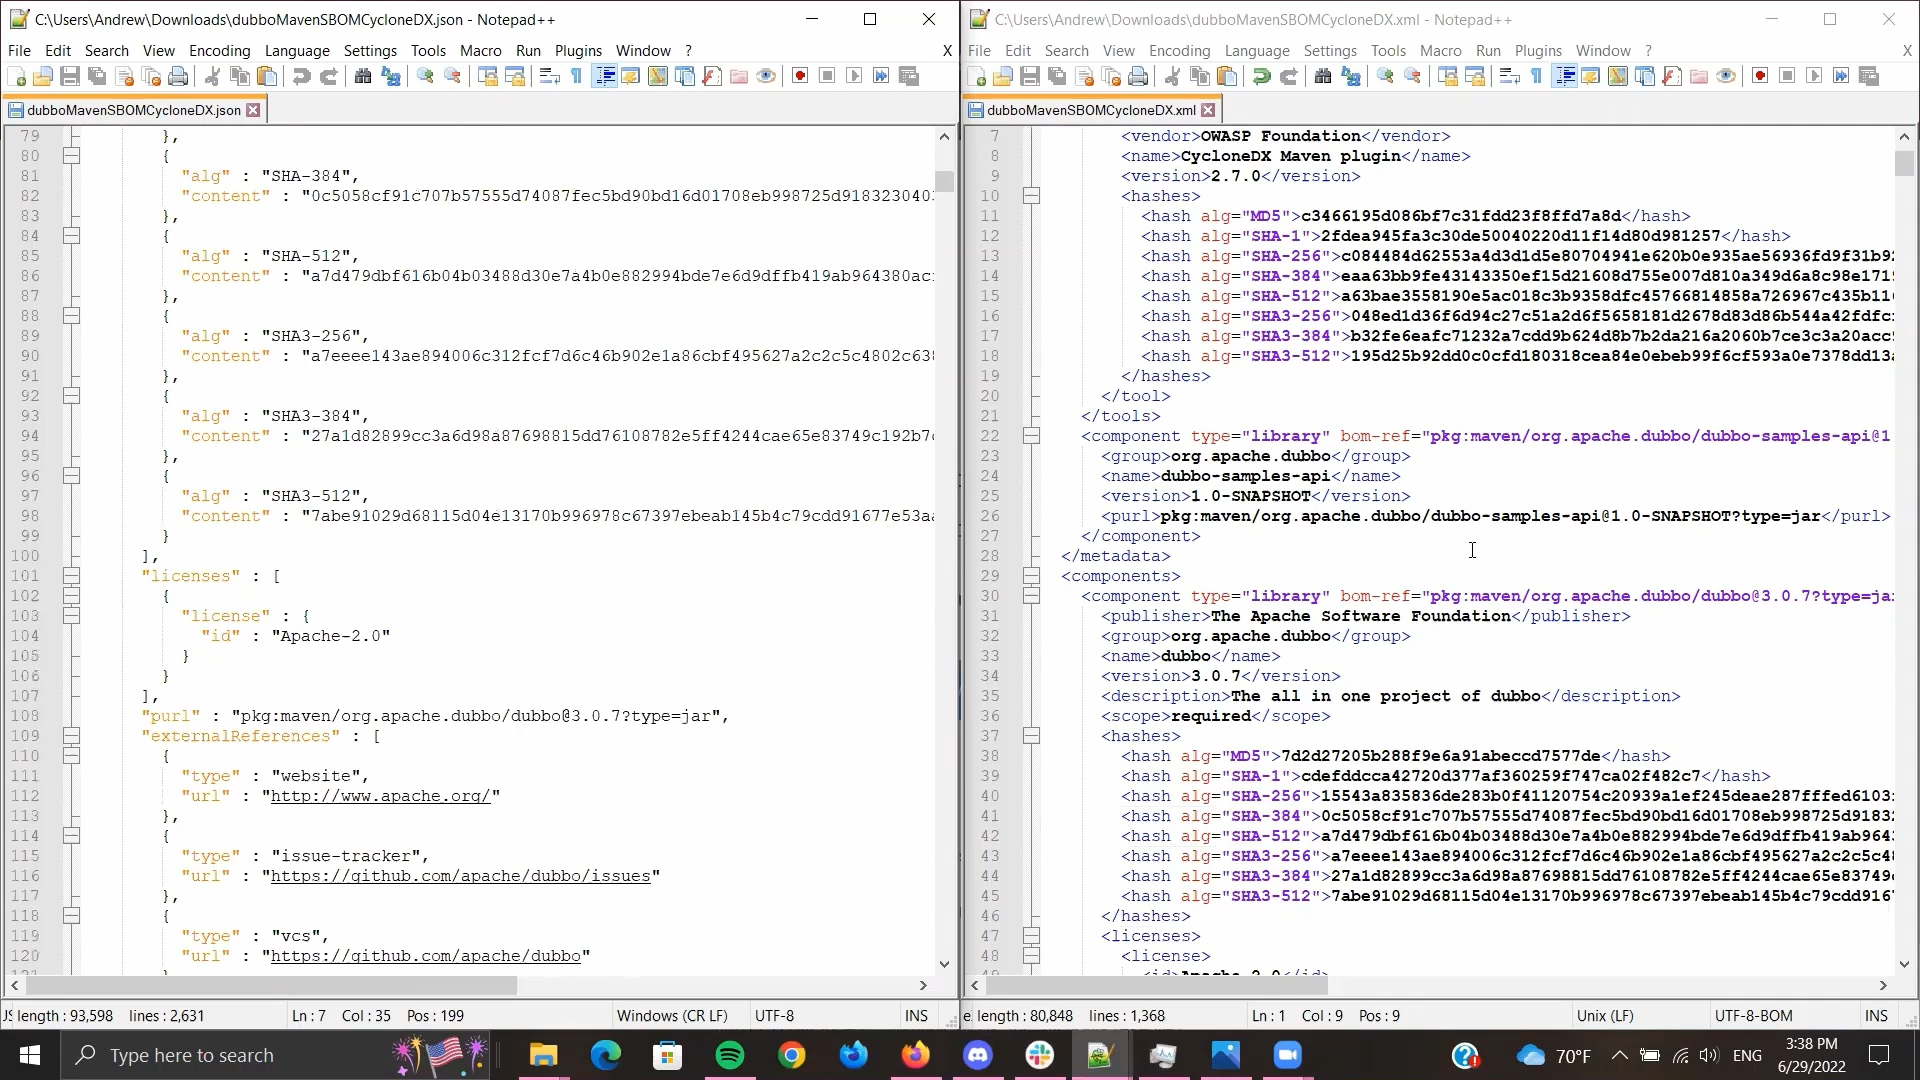 C:\Users\Andrew\Downloads\dubboMavenSBOMCycloneDX.json - Notepad++
File Edit Search View Encoding Language Settings Tools Macro Run Plugins Window ? X
dubboMavenSBOMCycloneDX.json
79 },
80 {
81 "alg" : "SHA-384",
82 "content" : "0c5058cf91c707b57555d74087fec5bd90bd16d01708eb998725d918323040
83 },
84 {
85 "alg" : "SHA-512",
86 "content" : "a7d479dbf616b04b03488d30e7a4b0e882994bde7e6d9dffb419ab964380ac
87 },
88 {
89 "alg" : "SHA3-256",
90 "content" : "a7eeee143ae894006c312fcf7d6c46b902e1a86cbf495627a2c2c5c4802c63
91 },
92 {
93 "alg" : "SHA3-384",
94 "content" : "27a1d82899cc3a6d98a87698815dd76108782e5ff4244cae65e83749c192b7
95 },
96 {
97 "alg" : "SHA3-512",
98 "content" : "7abe91029d68115d04e13170b996978c67397ebeab145b4c79cdd91677e53a
99 }
100 ],
101 "licenses" : [
102 {
103 "license" : {
104 "id" : "Apache-2.0"
105 }
106 }
107 ],
108 "purl" : "pkg:maven/org.apache.dubbo/dubbo@3.0.7?type=jar",
109 "externalReferences" : [
110 {
111 "type" : "website",
112 "url" : "http://www.apache.org/"
113 },
114 {
115 "type" : "issue-tracker",
116 "url" : "https://github.com/apache/dubbo/issues"
117 },
118 {
119 "type" : "vcs",
120 "url" : "https://github.com/apache/dubbo"
length : 93,598 lines : 2,631 Ln : 7 Col : 35 Pos : 199 Windows (CR LF) UTF-8 INS
C:\Users\Andrew\Downloads\dubboMavenSBOMCycloneDX.xml - Notepad++
File Edit Search View Encoding Language Settings Tools Macro Run Plugins Window ? X
dubboMavenSBOMCycloneDX.xml
7 <vendor>OWASP Foundation</vendor>
8 <name>CycloneDX Maven plugin</name>
9 <version>2.7.0</version>
10 <hashes>
11 <hash alg="MD5">c3466195d086bf7c31fdd23f8ffd7a8d</hash>
12 <hash alg="SHA-1">2fdea945fa3c30de50040220d11f14d80d981257</hash>
13 <hash alg="SHA-256">c084484d62553a4d3d1d5e80704941e620b0e935ae56936fd9f31b9
14 <hash alg="SHA-384">eaa63bb9fe43143350ef15d21608d755e007d810a349d6a8c98e171
15 <hash alg="SHA-512">a63bae3558190e5ac018c3b9358dfc45766814858a726967c435b11
16 <hash alg="SHA3-256">048ed1d36f6d94c27c51a2d6f5658181d2678d83d86b544a42fdfc
17 <hash alg="SHA3-384">b32fe6eafc71232a7cdd9b624d8b7b2da216a2060b7ce3c3a20acc
18 <hash alg="SHA3-512">195d25b92dd0c0cfd180318cea84e0ebeb99f6cf593a0e7378dd13
19 </hashes>
20 </tool>
21 </tools>
22 <component type="library" bom-ref="pkg:maven/org.apache.dubbo/dubbo-samples-api@1
23 <group>org.apache.dubbo</group>
24 <name>dubbo-samples-api</name>
25 <version>1.0-SNAPSHOT</version>
26 <purl>pkg:maven/org.apache.dubbo/dubbo-samples-api@1.0-SNAPSHOT?type=jar</purl>
27 </component>
28 </metadata>
29 <components>
30 <component type="library" bom-ref="pkg:maven/org.apache.dubbo/dubbo@3.0.7?type=ja
31 <publisher>The Apache Software Foundation</publisher>
32 <group>org.apache.dubbo</group>
33 <name>dubbo</name>
34 <version>3.0.7</version>
35 <description>The all in one project of dubbo</description>
36 <scope>required</scope>
37 <hashes>
38 <hash alg="MD5">7d2d27205b288f9e6a91abeccd7577de</hash>
39 <hash alg="SHA-1">cdefddcca42720d377af360259f747ca02f482c7</hash>
40 <hash alg="SHA-256">15543a835836de283b0f41120754c20939a1ef245deae287fffed6103
41 <hash alg="SHA-384">0c5058cf91c707b57555d74087fec5bd90bd16d01708eb998725d9183
42 <hash alg="SHA-512">a7d479dbf616b04b03488d30e7a4b0e882994bde7e6d9dffb419ab964
43 <hash alg="SHA3-256">a7eeee143ae894006c312fcf7d6c46b902e1a86cbf495627a2c2c5c4
44 <hash alg="SHA3-384">27a1d82899cc3a6d98a87698815dd76108782e5ff4244cae65e83749
45 <hash alg="SHA3-512">7abe91029d68115d04e13170b996978c67397ebeab145b4c79cdd916
46 </hashes>
47 <licenses>
48 <license>
length : 80,848 lines : 1,368 Ln : 1 Col : 9 Pos : 9 Unix (LF) UTF-8-BOM INS
Type here to search
70°F ENG 3:38 PM
6/29/2022